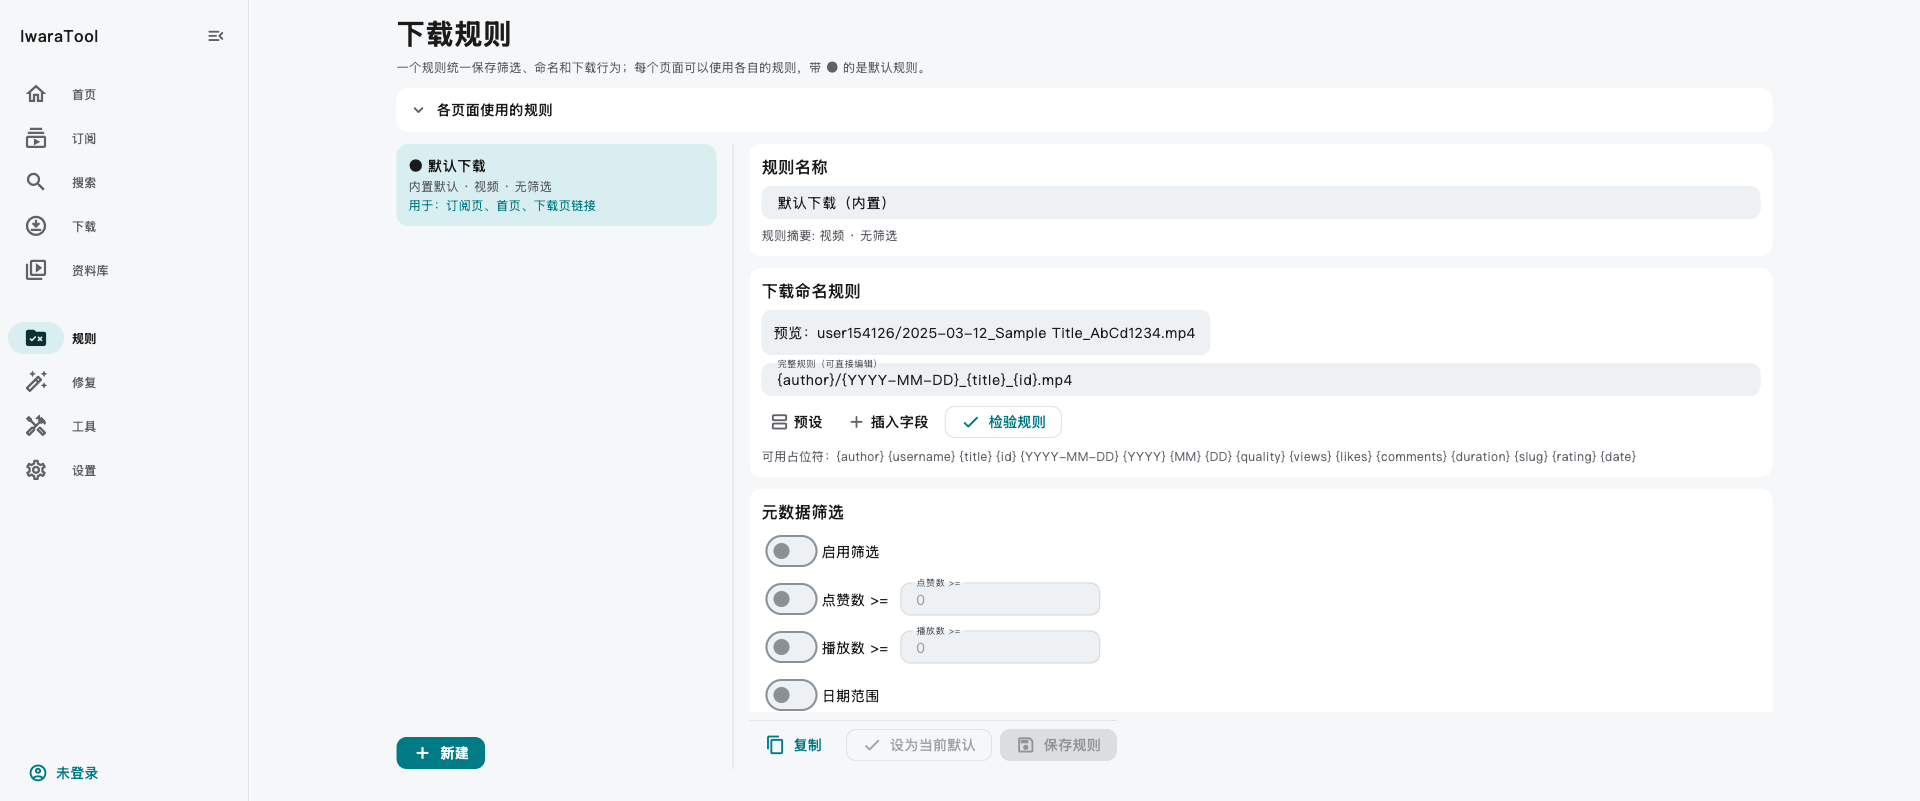 IwaraTool
首页
订阅
搜索
下载
资料库
规则
修复
工具
设置
未登录
下载规则
一个规则统一保存筛选、命名和下载行为；每个页面可以使用各自的规则，带 ● 的是默认规则。
各页面使用的规则
● 默认下载
内置默认 · 视频 · 无筛选
用于：订阅页、首页、下载页链接
新建
规则名称
默认下载（内置）
规则摘要: 视频 · 无筛选
下载命名规则
预览：user154126/2025-03-12_Sample Title_AbCd1234.mp4
完整规则（可直接编辑）
{author}/{YYYY-MM-DD}_{title}_{id}.mp4
预设 插入字段 检验规则
可用占位符：{author} {username} {title} {id} {YYYY-MM-DD} {YYYY} {MM} {DD} {quality} {views} {likes} {comments} {duration} {slug} {rating} {date}
元数据筛选
启用筛选
点赞数 >=
点赞数 >=
0
播放数 >=
播放数 >=
0
日期范围
复制 设为当前默认 保存规则